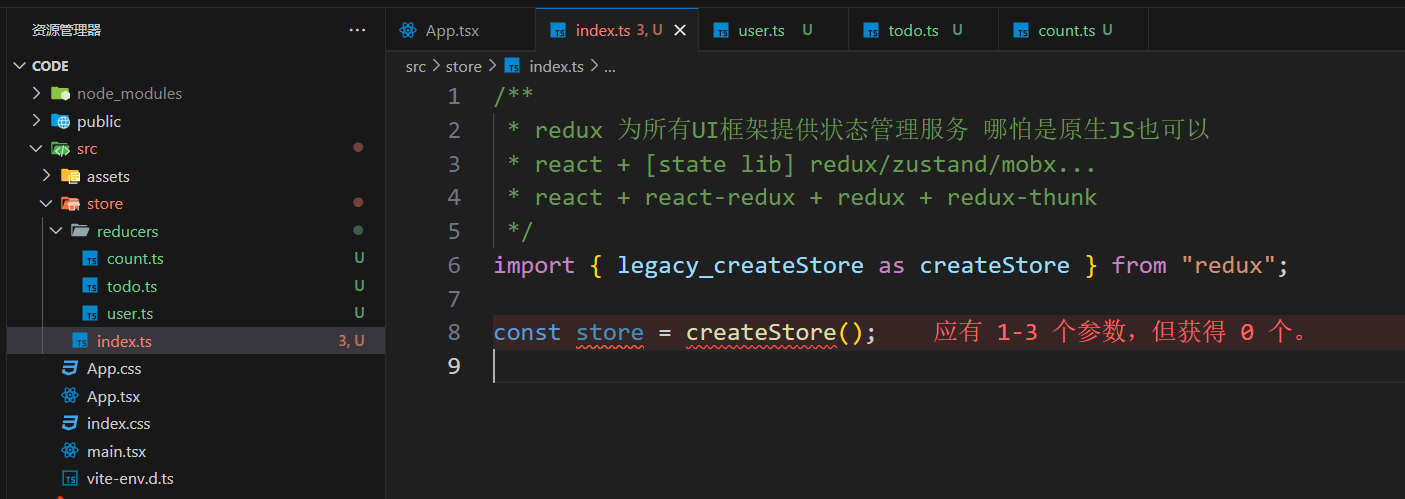 资源管理器 ...
CODE
node_modules
public
src
assets
store
reducers
count.ts U
todo.ts U
user.ts U
index.ts 3, U
App.css
App.tsx
index.css
main.tsx
vite-env.d.ts
App.tsx index.ts 3, U user.ts U todo.ts U count.ts U
src > store > index.ts > ...
1 /**
2 * redux 为所有UI框架提供状态管理服务 哪怕是原生JS也可以
3 * react + [state lib] redux/zustand/mobx...
4 * react + react-redux + redux + redux-thunk
5 */
6 import { legacy_createStore as createStore } from "redux";
7
8 const store = createStore(); 应有 1-3 个参数，但获得 0 个。
9